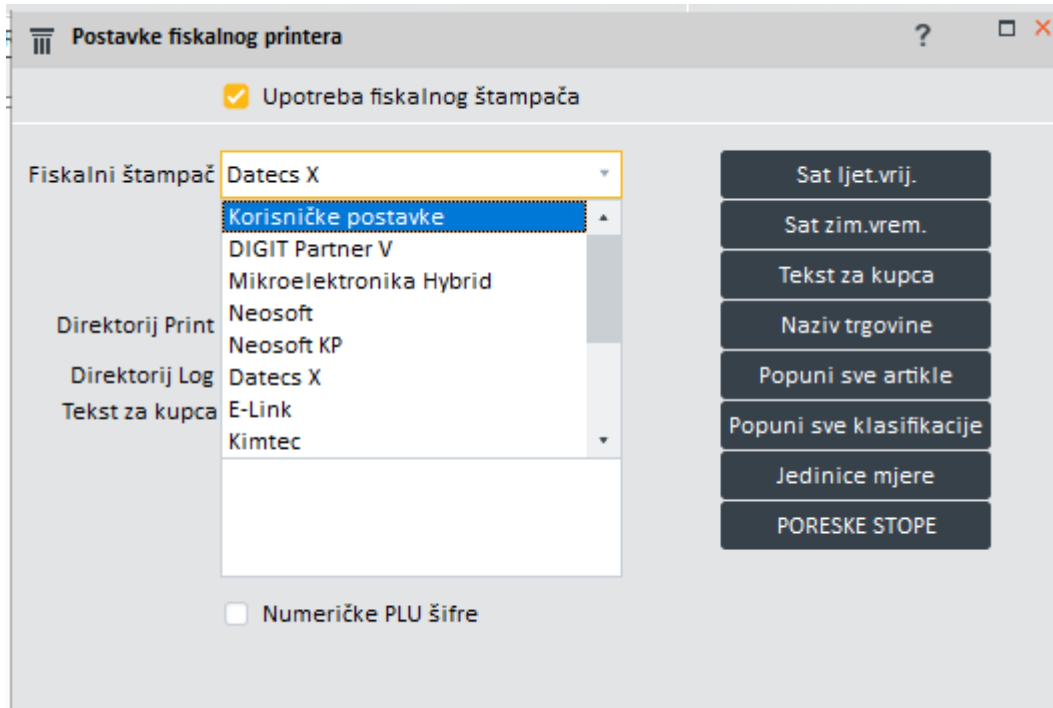 Postavke fiskalnog printera
?
Upotreba fiskalnog štampača
Fiskalni štampač
Datecs X
Korisničke postavke
DIGIT Partner V
Mikroelektronika Hybrid
Neosoft
Neosoft KP
Datecs X
E-Link
Kimtec
Direktorij Print
Direktorij Log
Tekst za kupca
Numeričke PLU šifre
Sat ljet.vrij.
Sat zim.vrem.
Tekst za kupca
Naziv trgovine
Popuni sve artikle
Popuni sve klasifikacije
Jedinice mjere
PORESKE STOPE